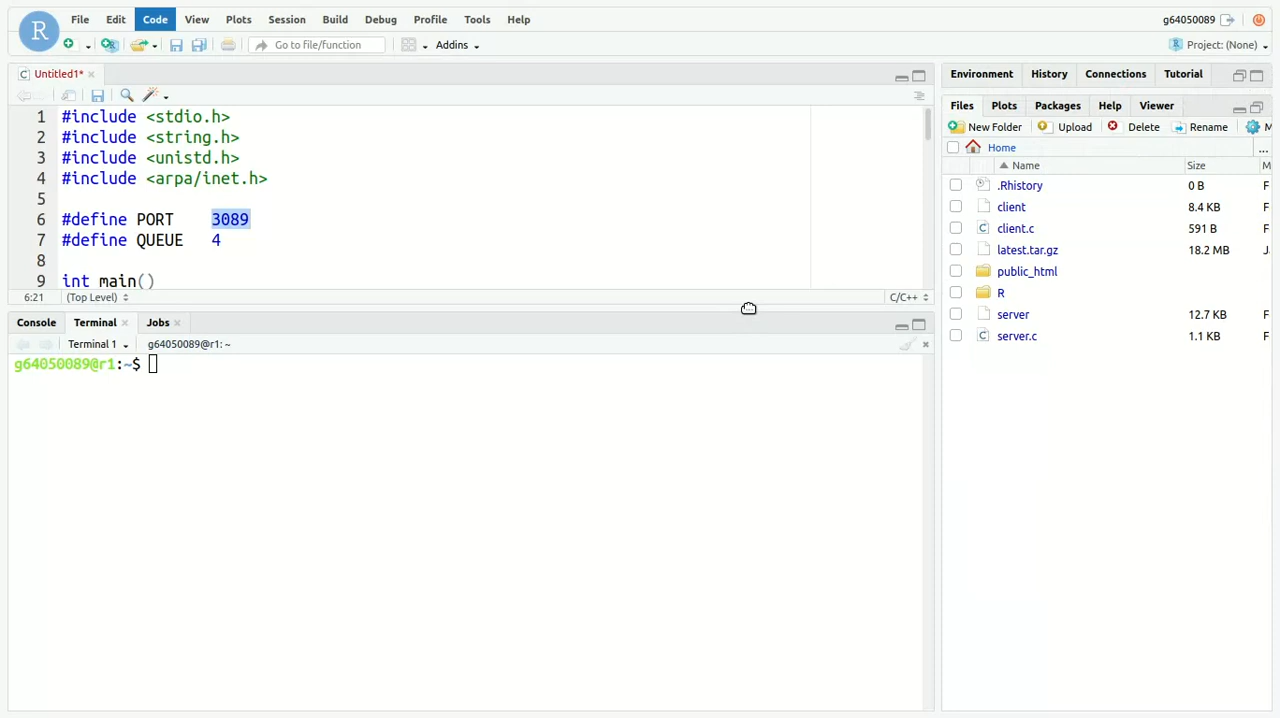 R File Edit Code View Plots Session Build Debug Profile Tools Help g64050089
Go to file/function Addins Project: (None)
Untitled1*
1 #include <stdio.h>
2 #include <string.h>
3 #include <unistd.h>
4 #include <arpa/inet.h>
5
6 #define PORT 3089
7 #define QUEUE 4
8
9 int main()
6:21 (Top Level) C/C++
Console Terminal Jobs
Terminal 1 g64050089@r1: ~
g64050089@r1:~$
Environment History Connections Tutorial
Files Plots Packages Help Viewer
New Folder Upload Delete Rename M
Home ...
Name Size M
.Rhistory 0 B F
client 8.4 KB F
client.c 591 B F
latest.tar.gz 18.2 MB J
public_html
R
server 12.7 KB F
server.c 1.1 KB F